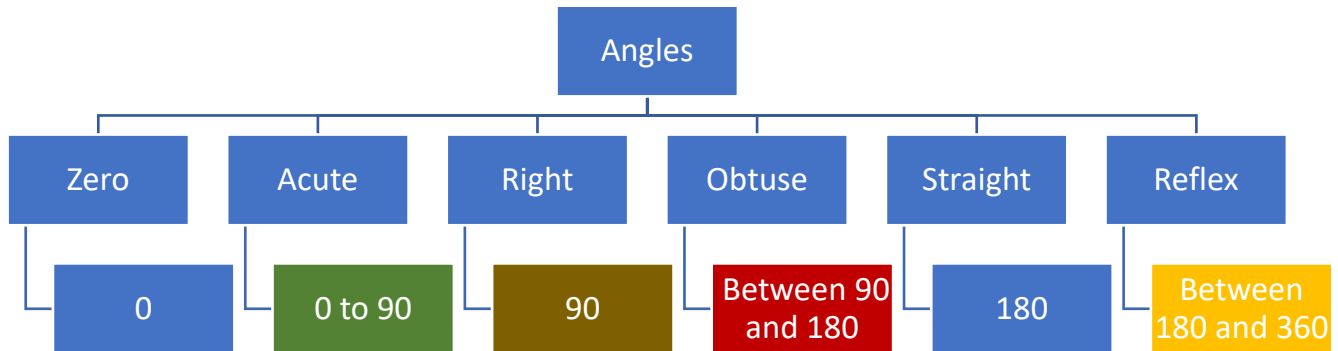 Angles
Zero
Acute
Right
Obtuse
Straight
Reflex
0
0 to 90
90
Between 90
and 180
180
Between
180 and 360